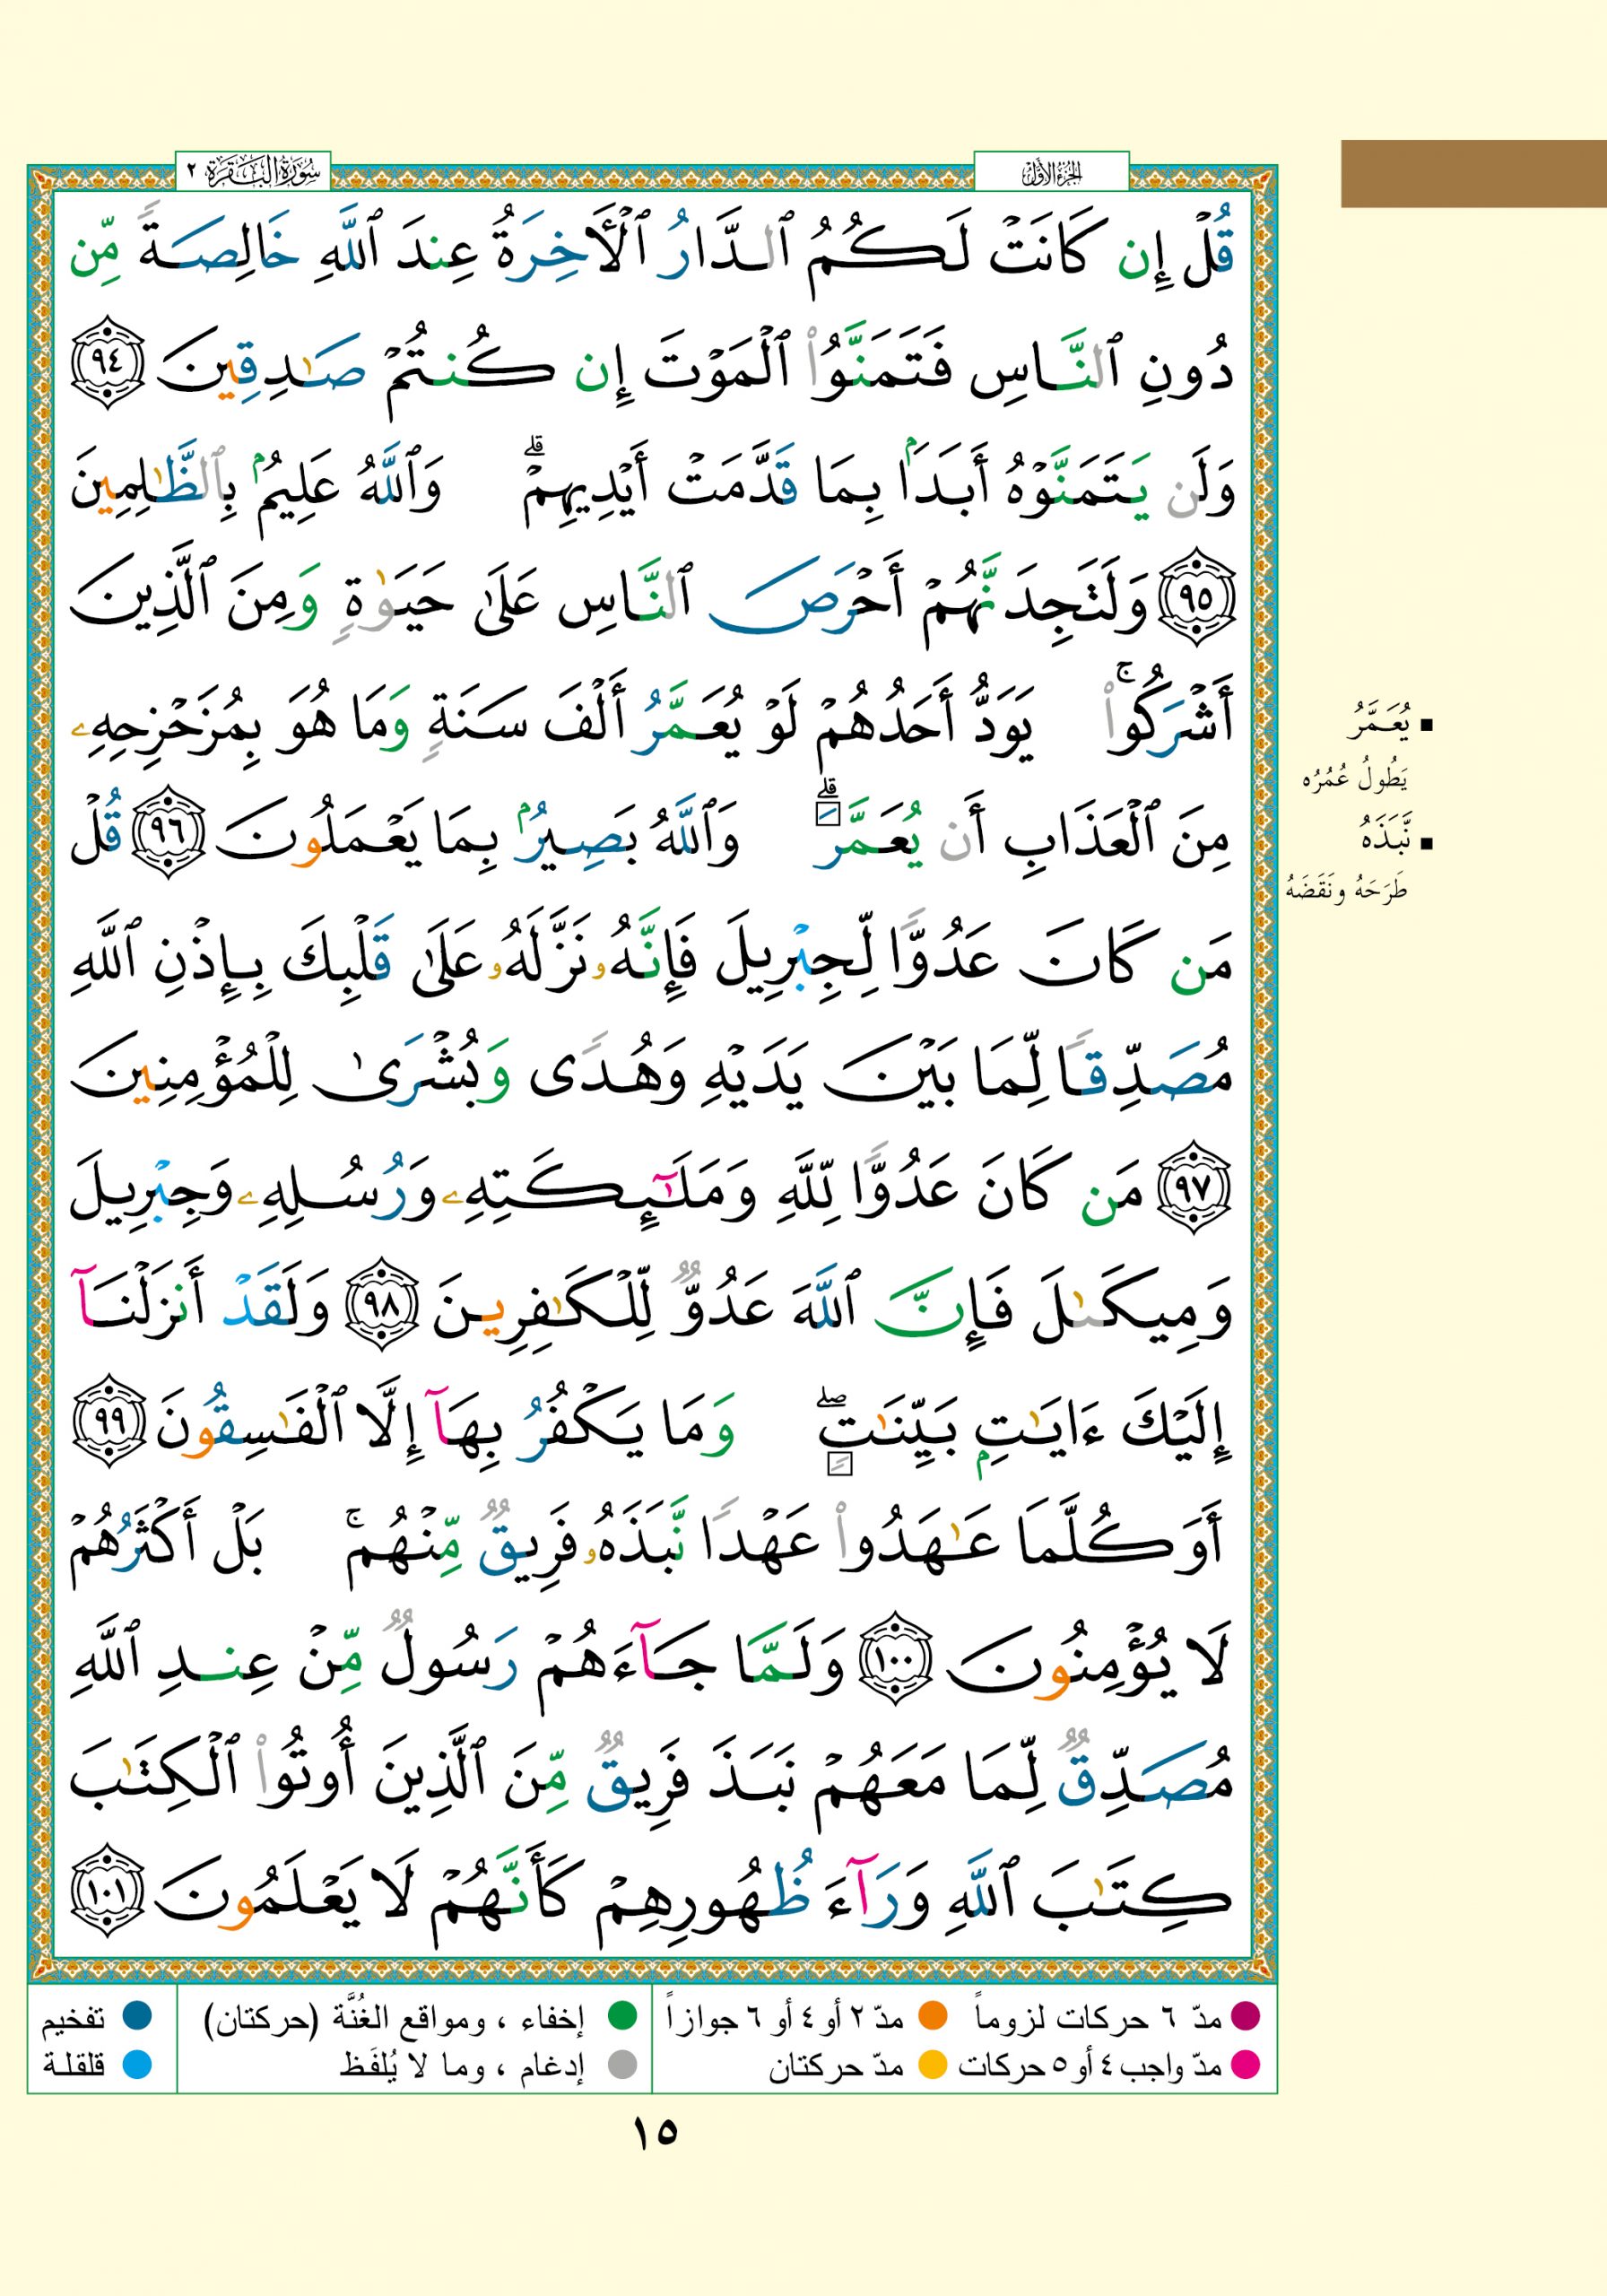 الجزء الأول
سورة البقرة ٢
قُلْ إِن كَانَتْ لَكُمُ ٱلدَّارُ ٱلْأَخِرَةُ عِندَ ٱللَّهِ خَالِصَةً مِّن
دُونِ ٱلنَّاسِ فَتَمَنَّوُا۟ ٱلْمَوْتَ إِن كُنتُمْ صَٰدِقِينَ ٩٤
وَلَن يَتَمَنَّوْهُ أَبَدَۢا بِمَا قَدَّمَتْ أَيْدِيهِمْ ۗ وَٱللَّهُ عَلِيمُۢ بِٱلظَّٰلِمِينَ
٩٥ وَلَتَجِدَنَّهُمْ أَحْرَصَ ٱلنَّاسِ عَلَىٰ حَيَوٰةٍ وَمِنَ ٱلَّذِينَ
أَشْرَكُوا۟ ۚ يَوَدُّ أَحَدُهُمْ لَوْ يُعَمَّرُ أَلْفَ سَنَةٍ وَمَا هُوَ بِمُزَحْزِحِهِۦ
مِنَ ٱلْعَذَابِ أَن يُعَمَّرَ ۗ وَٱللَّهُ بَصِيرُۢ بِمَا يَعْمَلُونَ ٩٦ قُلْ
مَن كَانَ عَدُوًّا لِّجِبْرِيلَ فَإِنَّهُۥ نَزَّلَهُۥ عَلَىٰ قَلْبِكَ بِإِذْنِ ٱللَّهِ
مُصَدِّقًا لِّمَا بَيْنَ يَدَيْهِ وَهُدًى وَبُشْرَىٰ لِلْمُؤْمِنِينَ
٩٧ مَن كَانَ عَدُوًّا لِّلَّهِ وَمَلَٰٓئِكَتِهِۦ وَرُسُلِهِۦ وَجِبْرِيلَ
وَمِيكَىٰلَ فَإِنَّ ٱللَّهَ عَدُوٌّ لِّلْكَٰفِرِينَ ٩٨ وَلَقَدْ أَنزَلْنَآ
إِلَيْكَ ءَايَٰتِۭ بَيِّنَٰتٍ ۖ وَمَا يَكْفُرُ بِهَآ إِلَّا ٱلْفَٰسِقُونَ ٩٩
أَوَكُلَّمَا عَٰهَدُوا۟ عَهْدًا نَّبَذَهُۥ فَرِيقٌ مِّنْهُم ۚ بَلْ أَكْثَرُهُمْ
لَا يُؤْمِنُونَ ١٠٠ وَلَمَّا جَآءَهُمْ رَسُولٌ مِّنْ عِندِ ٱللَّهِ
مُصَدِّقٌ لِّمَا مَعَهُمْ نَبَذَ فَرِيقٌ مِّنَ ٱلَّذِينَ أُوتُوا۟ ٱلْكِتَٰبَ
كِتَٰبَ ٱللَّهِ وَرَآءَ ظُهُورِهِمْ كَأَنَّهُمْ لَا يَعْلَمُونَ ١٠١
■ يُعَمَّرُ
يَطُولُ عُمُرُه
■ نَّبَذَهُ
طَرَحَهُ ونَقَضَهُ
مدّ ٦ حركات لزوماً مدّ ٢ أو ٤ أو ٦ جوازاً إخفاء ، ومواقع الغُنَّة (حركتان) تفخيم
مدّ واجب ٤ أو ٥ حركات مدّ حركتان إدغام ، وما لا يُلفَظ قلقلة
١٥